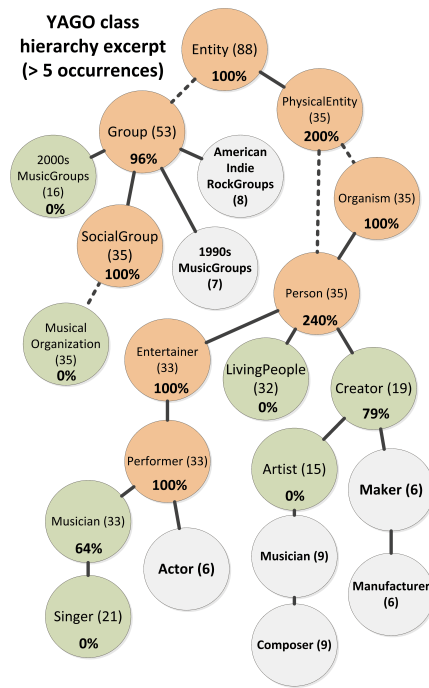 YAGO class
hierarchy excerpt
(> 5 occurrences)
Entity (88)
100%
PhysicalEntity
(35)
200%
Group (53)
96%
2000s
MusicGroups
(16)
0%
American
Indie
RockGroups
(8)
Organism (35)
100%
SocialGroup
(35)
100%
1990s
MusicGroups
(7)
Person (35)
240%
Musical
Organization
(35)
0%
Entertainer
(33)
100%
LivingPeople
(32)
0%
Creator (19)
79%
Performer (33)
100%
Artist (15)
0%
Maker (6)
Musician (33)
64%
Actor (6)
Musician (9)
Manufacturer
(6)
Singer (21)
0%
Composer (9)